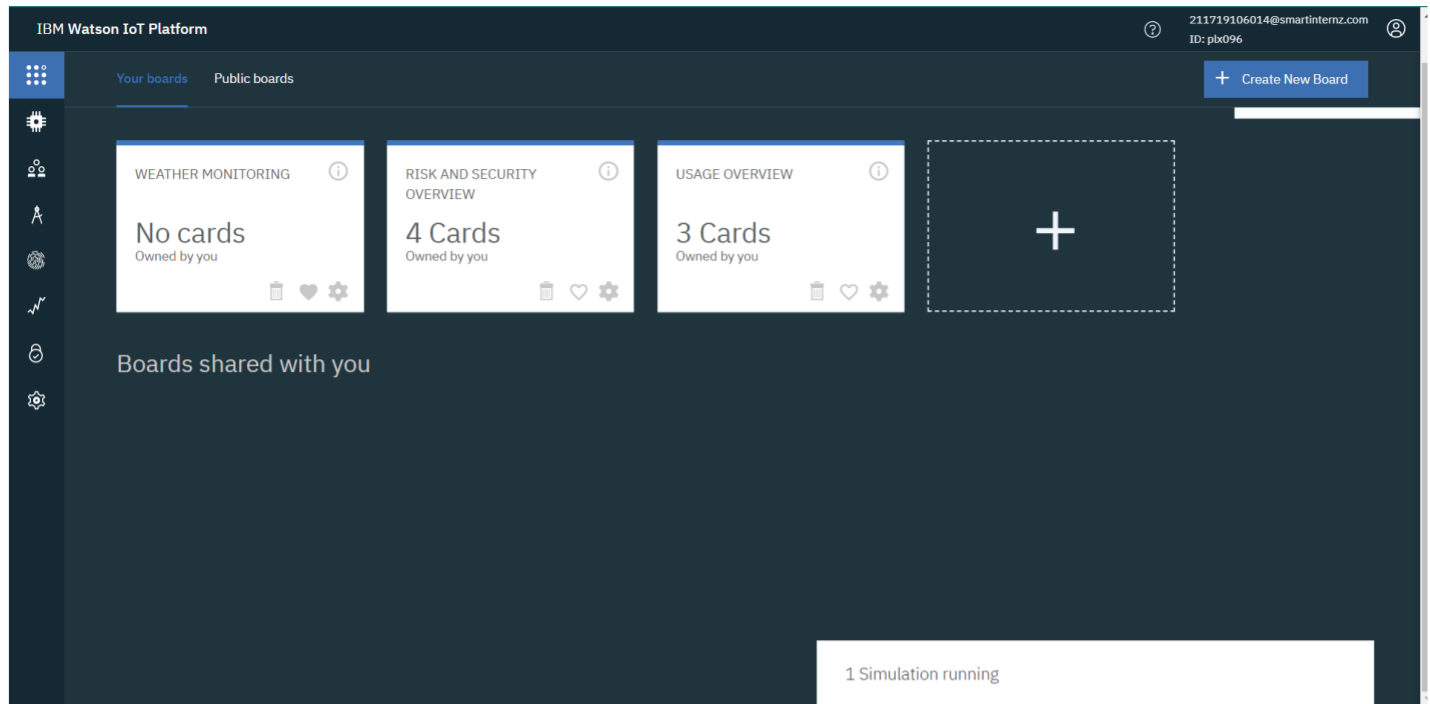 IBM Watson IoT Platform
211719106014@smartinternz.com
ID: plx096
Your boards
Public boards
Create New Board
WEATHER MONITORING
No cards
Owned by you
RISK AND SECURITY
OVERVIEW
4 Cards
Owned by you
USAGE OVERVIEW
3 Cards
Owned by you
Boards shared with you
1 Simulation running